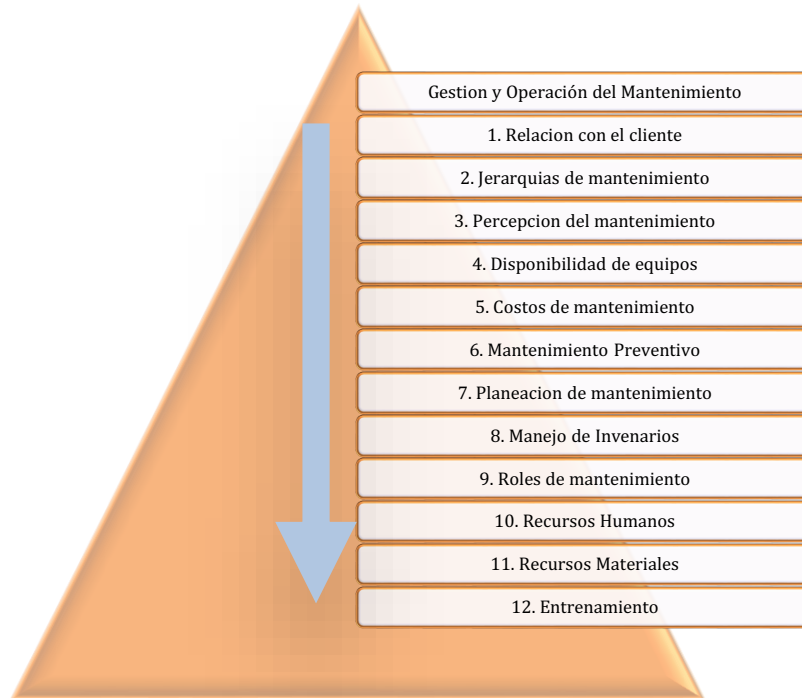 Gestion y Operación del Mantenimiento
1. Relacion con el cliente
2. Jerarquias de mantenimiento
3. Percepcion del mantenimiento
4. Disponibilidad de equipos
5. Costos de mantenimiento
6. Mantenimiento Preventivo
7. Planeacion de mantenimiento
8. Manejo de Invenarios
9. Roles de mantenimiento
10. Recursos Humanos
11. Recursos Materiales
12. Entrenamiento